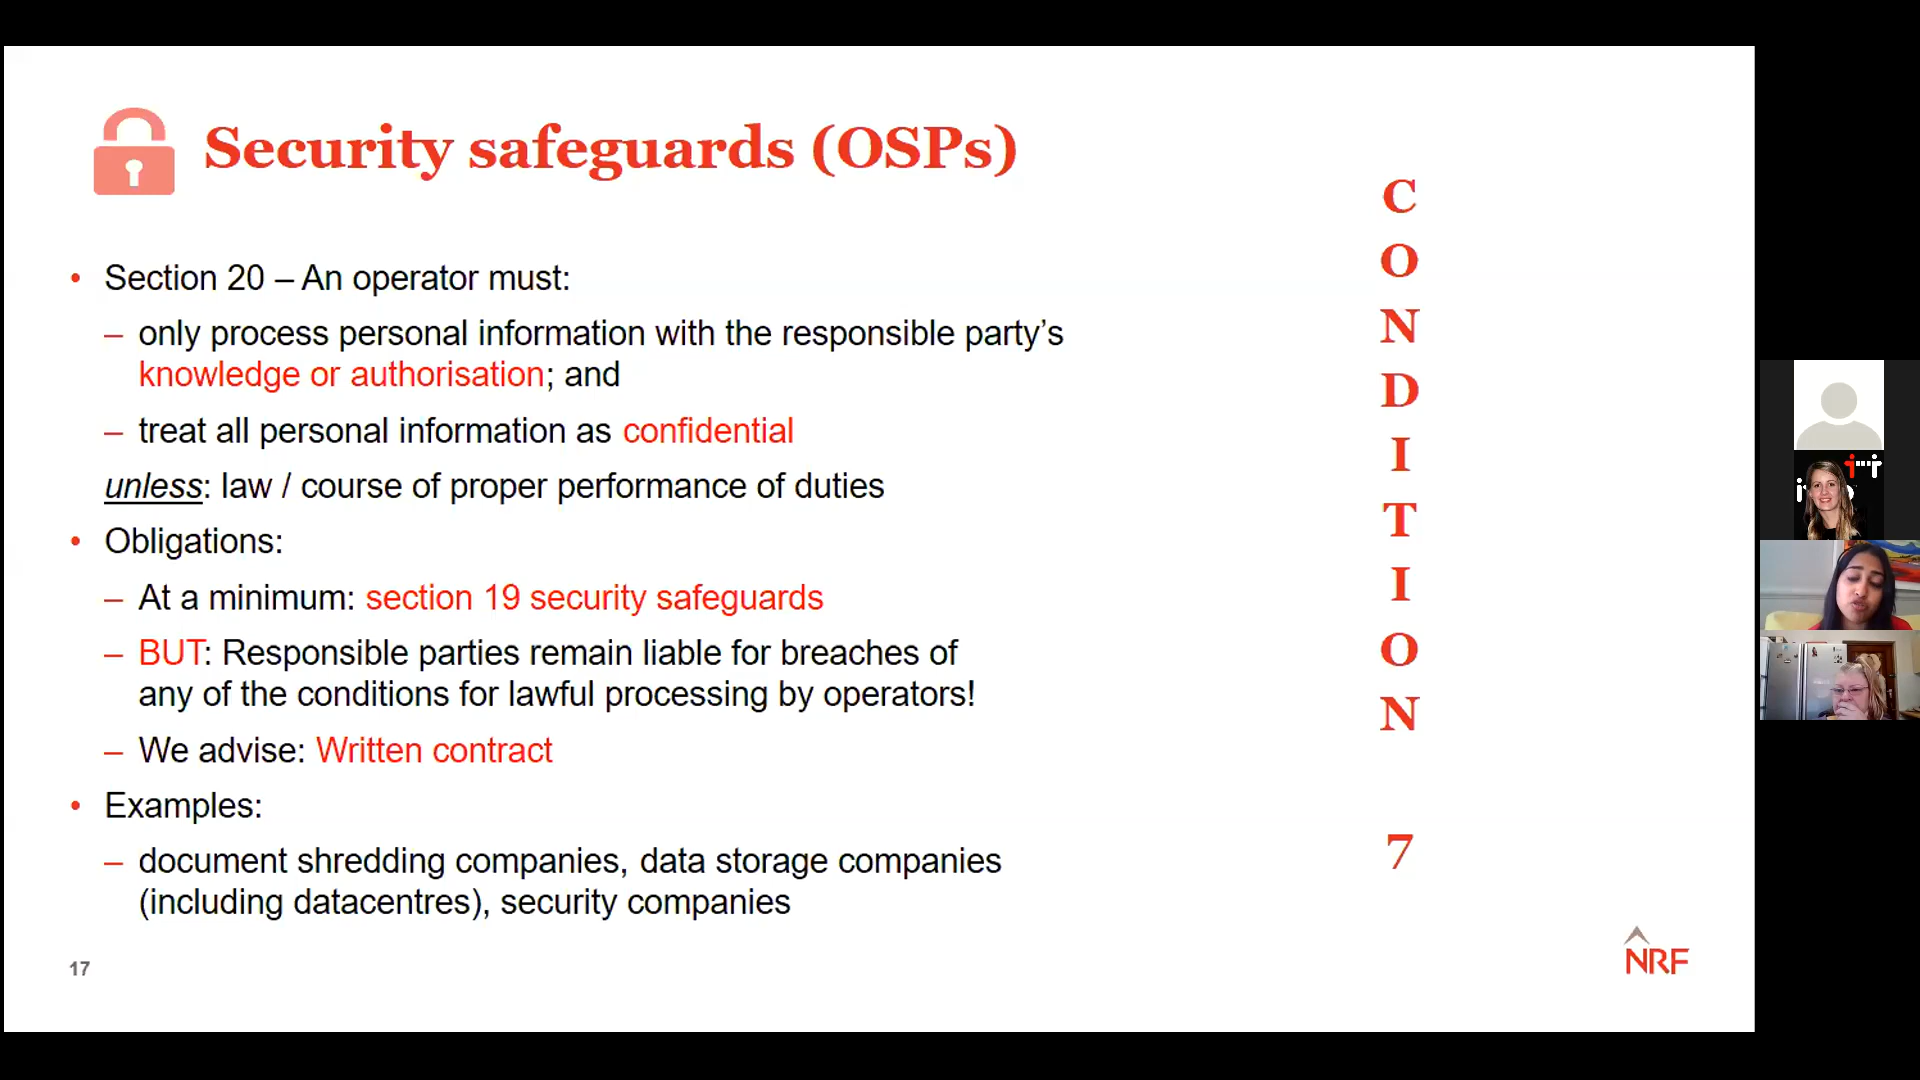 Security safeguards (OSPs)
• Section 20 – An operator must:
– only process personal information with the responsible party’s
knowledge or authorisation; and
– treat all personal information as confidential
unless: law / course of proper performance of duties
• Obligations:
– At a minimum: section 19 security safeguards
– BUT: Responsible parties remain liable for breaches of
any of the conditions for lawful processing by operators!
– We advise: Written contract
• Examples:
– document shredding companies, data storage companies
(including datacentres), security companies
C
O
N
D
I
T
I
O
N
7
17
NRF